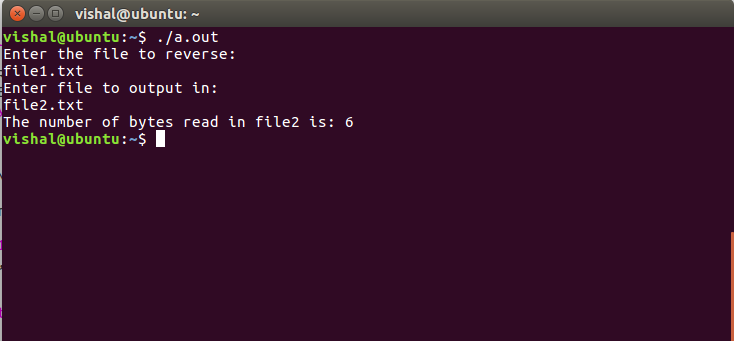 vishal@ubuntu: ~
vishal@ubuntu:~$ ./a.out
Enter the file to reverse:
file1.txt
Enter file to output in:
file2.txt
The number of bytes read in file2 is: 6
vishal@ubuntu:~$